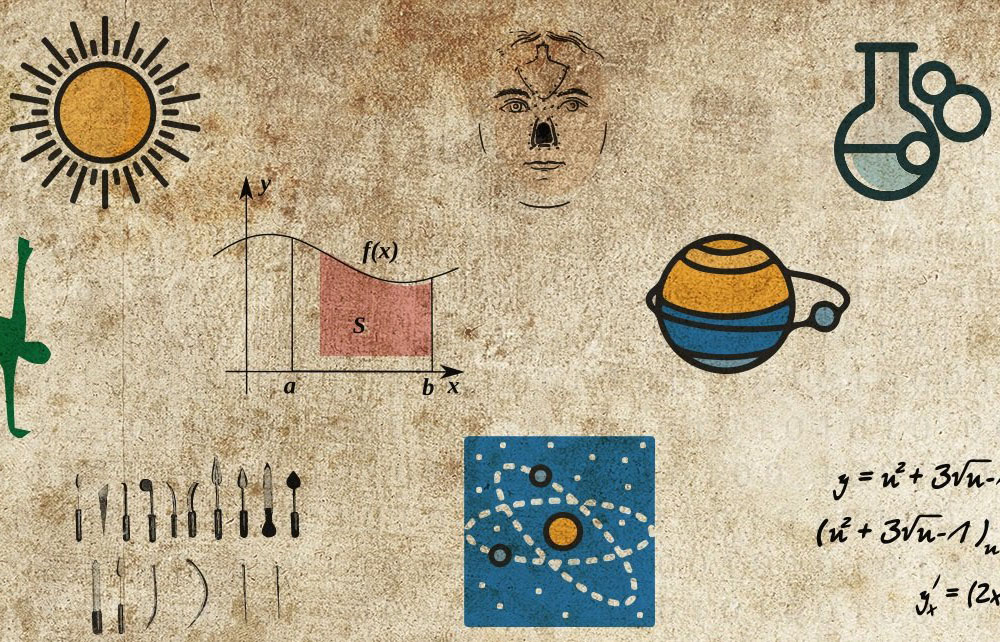 y
f(x)
S
a
b
x
y = u² + 3√u-
(u² + 3√u-1)u
y'x = (2x